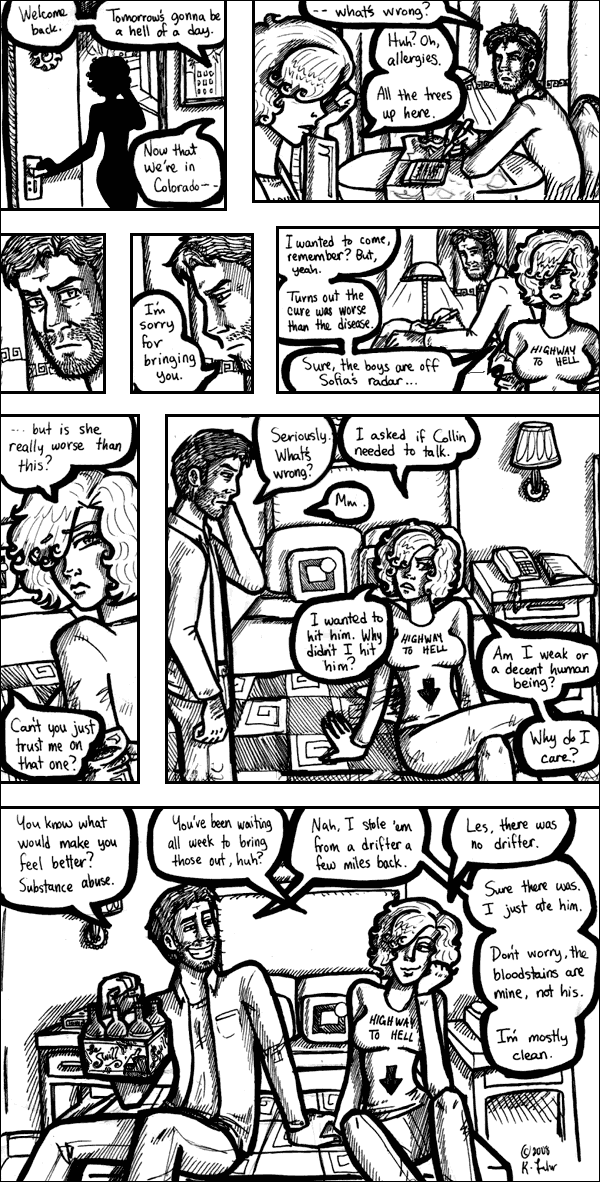 Welcome
back.
Tomorrow's gonna be
a hell of a day.
Now that
we're in
Colorado--
-- what's wrong?
Huh? Oh,
allergies.
All the trees
up here.
I'm
sorry
for
bringing
you.
I wanted to come,
remember? But,
yeah.
Turns out the
cure was worse
than the disease.
Sure, the boys are off
Sofia's radar...
HIGHWAY
TO HELL
... but is she
really worse than
this?
Can't you just
trust me on
that one?
Seriously.
What's
wrong?
I asked if Collin
needed to talk.
Mm.
I wanted to
hit him. Why
didn't I hit
him?
HIGHWAY
TO HELL
Am I weak or
a decent human
being?
Why do I
care?
You know what
would make you
feel better?
Substance abuse.
You've been waiting
all week to bring
those out, huh?
Nah, I stole 'em
from a drifter a
few miles back.
Les, there was
no drifter.
Sure there was.
I just ate him.
Don't worry, the
bloodstains are
mine, not his.
I'm mostly
clean.
HIGHWAY
TO HELL
©2008